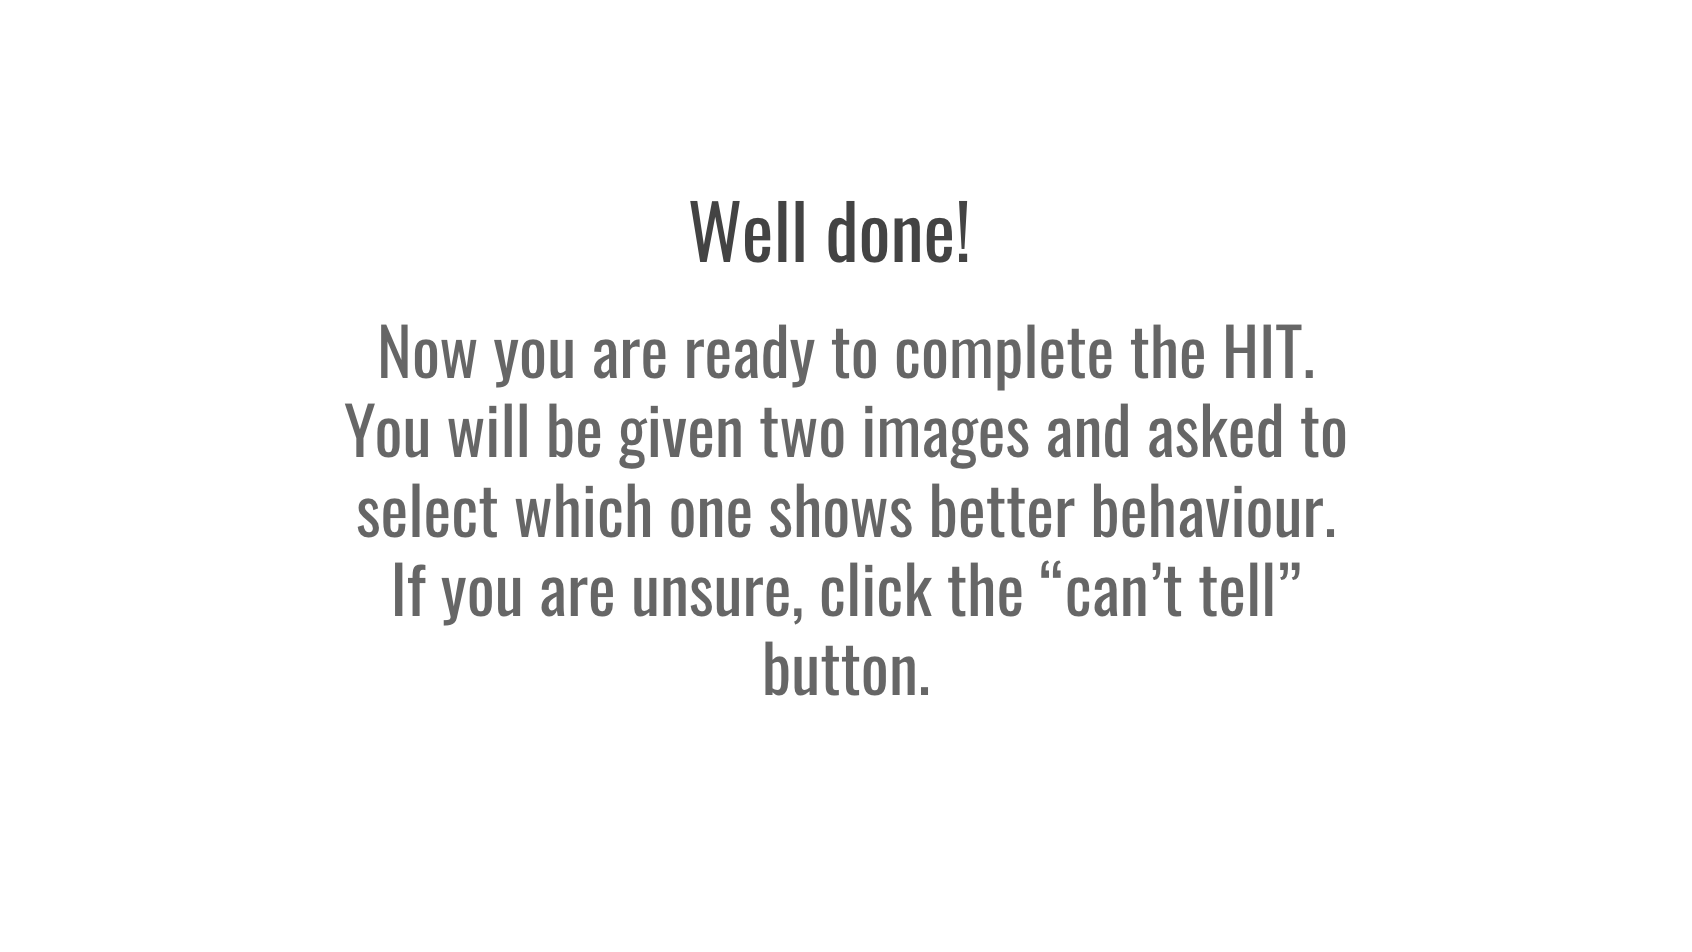 Well done!
Now you are ready to complete the HIT.
You will be given two images and asked to
select which one shows better behaviour.
If you are unsure, click the “can’t tell”
button.